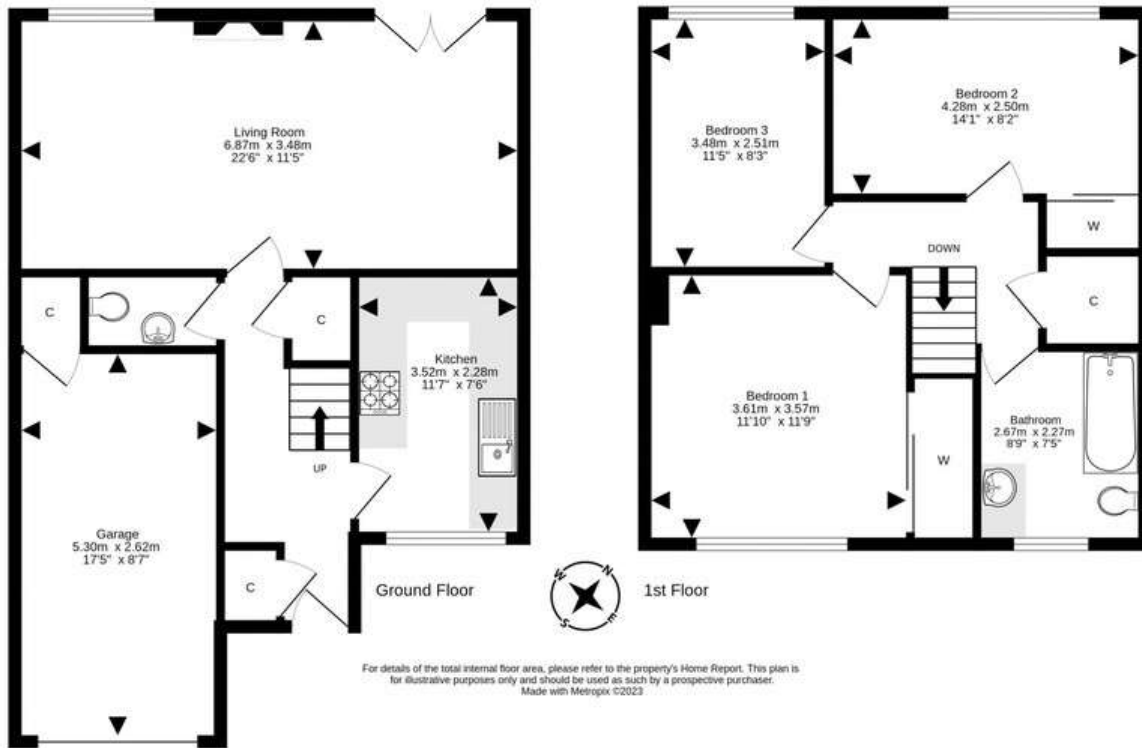 Living Room
6.87m x 3.48m
22'6" x 11'5"
C
C
Kitchen
3.52m x 2.28m
11'7" x 7'6"
UP
Garage
5.30m x 2.62m
17'5" x 8'7"
C
Ground Floor
Bedroom 3
3.48m x 2.51m
11'5" x 8'3"
Bedroom 2
4.28m x 2.50m
14'1" x 8'2"
W
DOWN
C
Bedroom 1
3.61m x 3.57m
11'10" x 11'9"
W
Bathroom
2.67m x 2.27m
8'9" x 7'5"
W N
S E
1st Floor
For details of the total internal floor area, please refer to the property's Home Report. This plan is
for illustrative purposes only and should be used as such by a prospective purchaser.
Made with Metropix ©2023